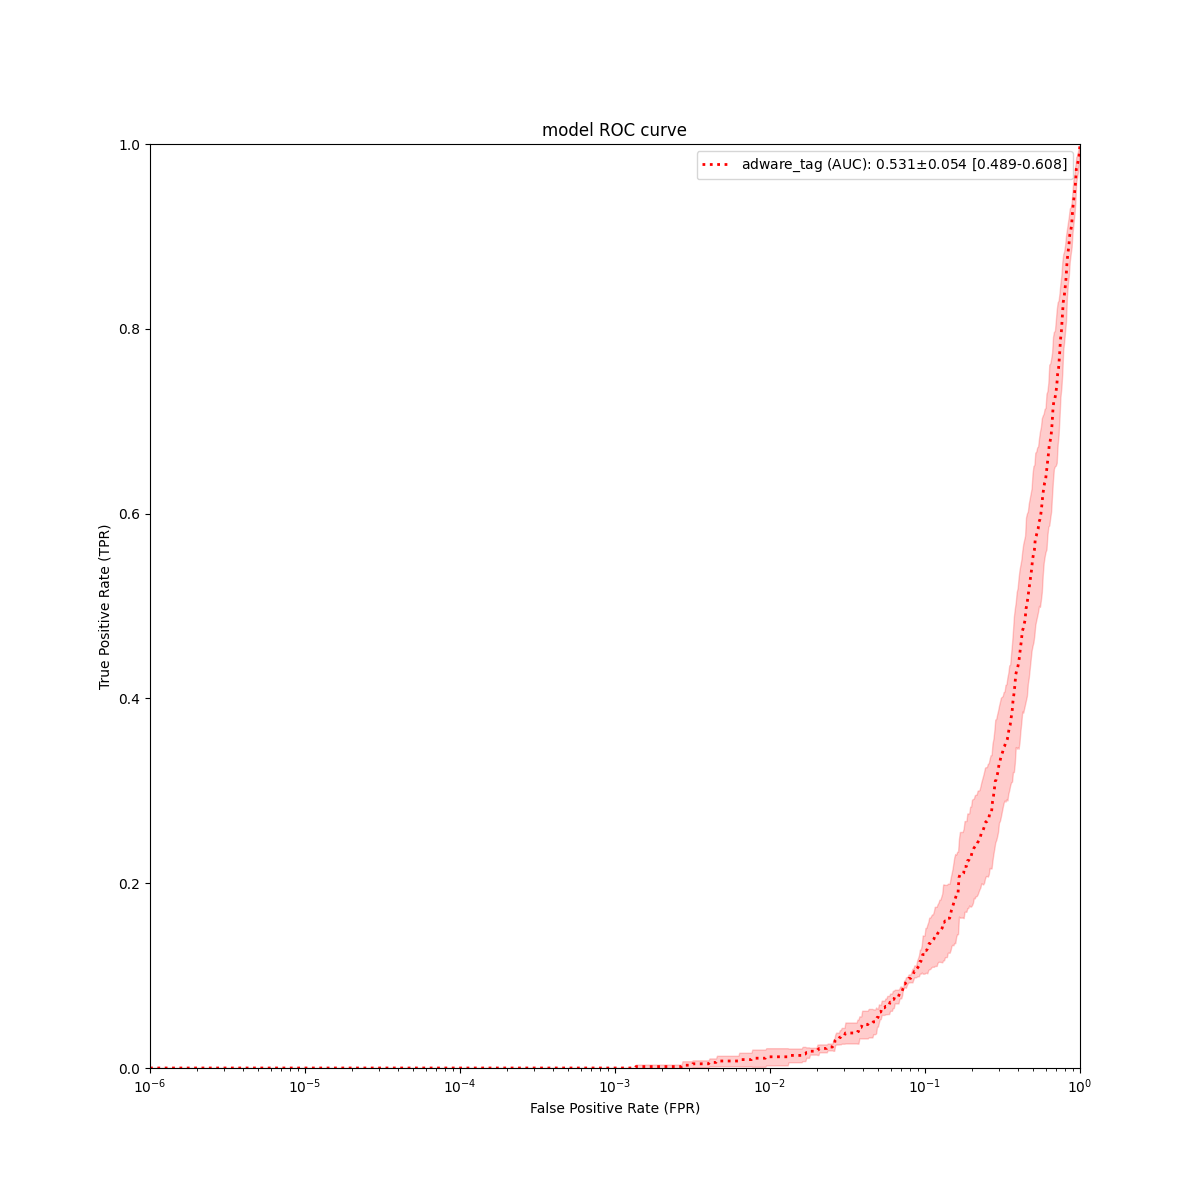 model ROC curve
adware_tag (AUC): 0.531±0.054 [0.489-0.608]
1.0
0.8
0.6
0.4
0.2
0.0
True Positive Rate (TPR)
10⁻⁶ 10⁻⁵ 10⁻⁴ 10⁻³ 10⁻² 10⁻¹ 10⁰
False Positive Rate (FPR)